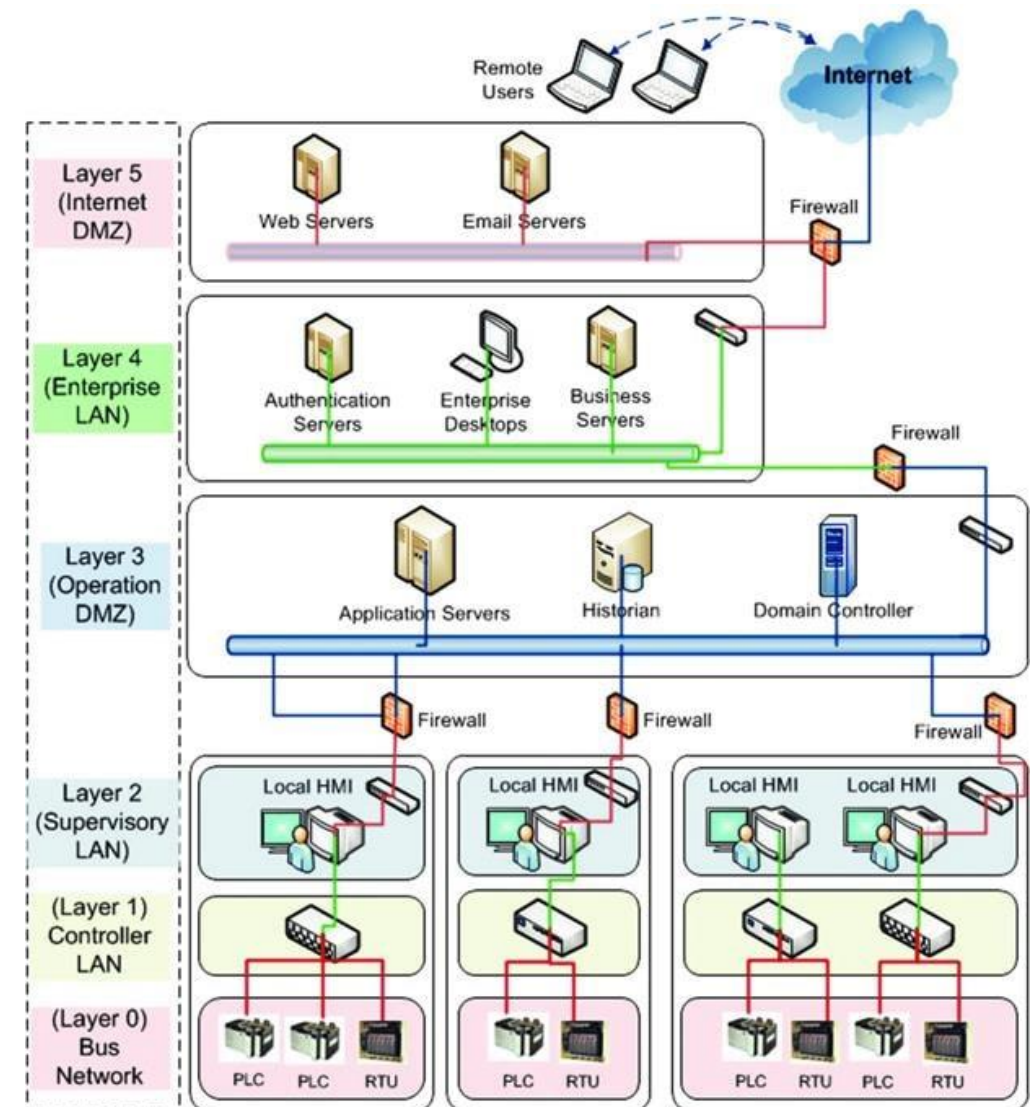 Remote
Users
Internet
Layer 5
(Internet
DMZ)
Web Servers
Email Servers
Firewall
Layer 4
(Enterprise
LAN)
Authentication
Servers
Enterprise
Desktops
Business
Servers
Firewall
Layer 3
(Operation
DMZ)
Application Servers
Historian
Domain Controller
Firewall
Firewall
Firewall
Layer 2
(Supervisory
LAN)
Local HMI
Local HMI
Local HMI
Local HMI
(Layer 1)
Controller
LAN
(Layer 0)
Bus
Network
PLC
PLC
RTU
PLC
RTU
PLC
RTU
PLC
RTU